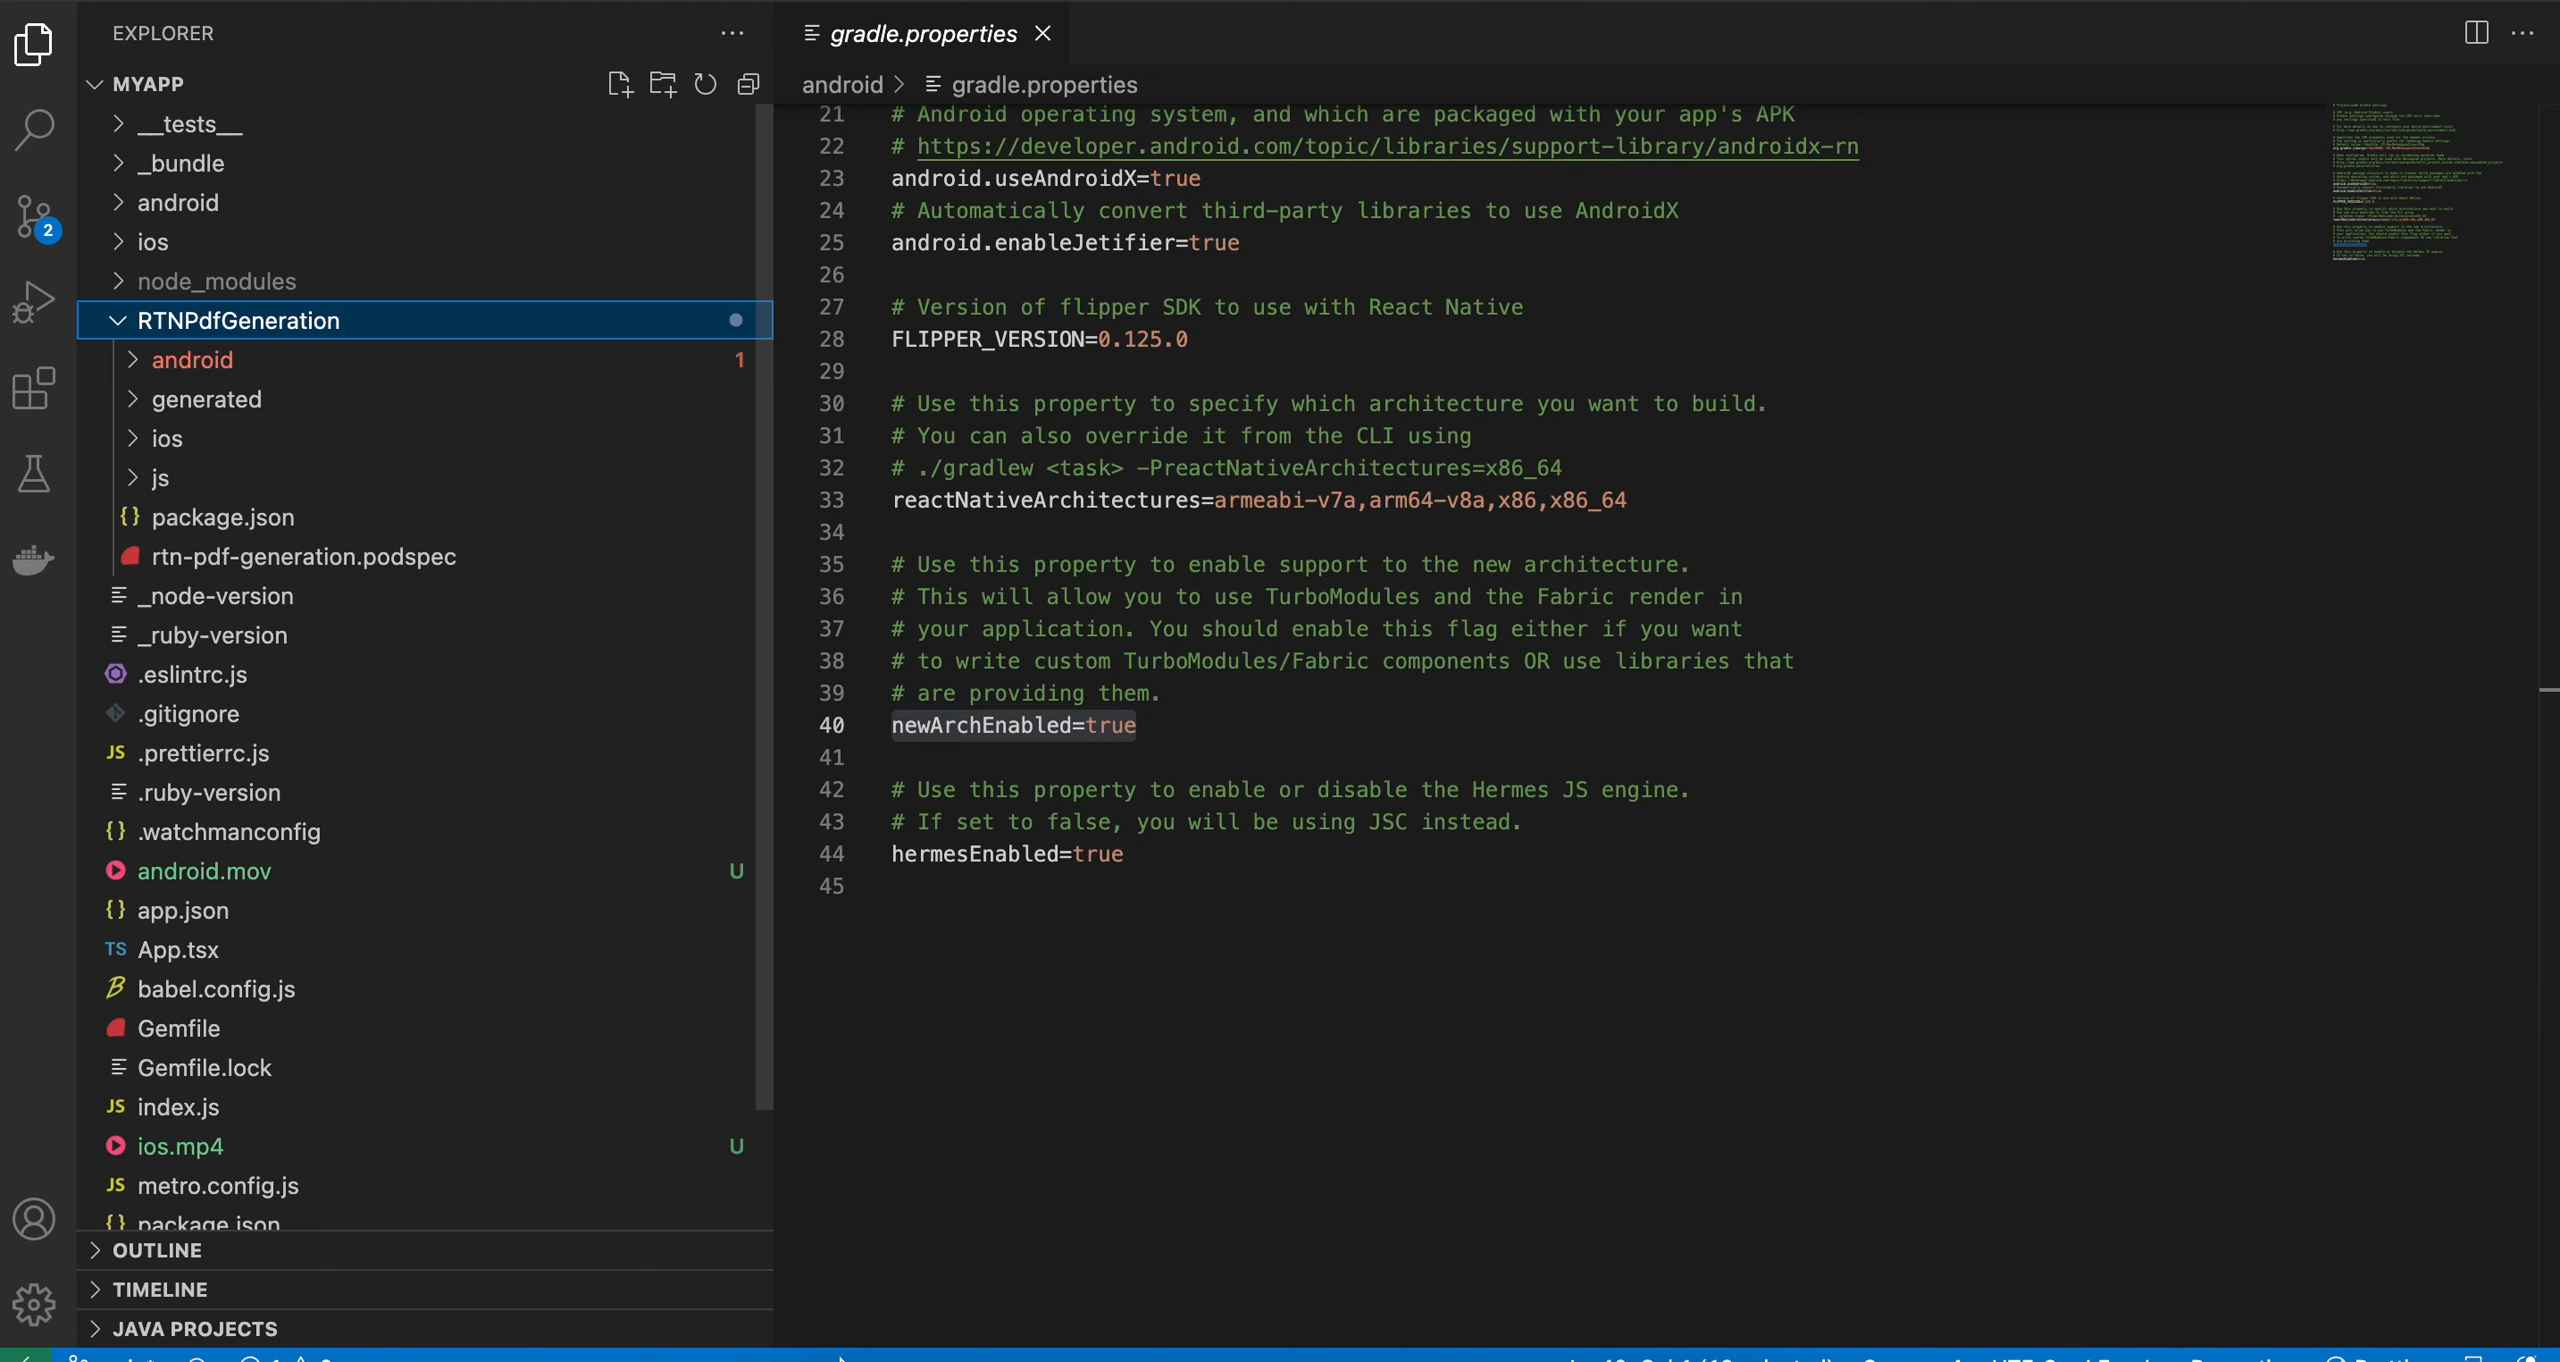 EXPLORER
MYAPP
__tests__
_bundle
android
ios
node_modules
RTNPdfGeneration
android 1
generated
ios
js
{} package.json
rtn-pdf-generation.podspec
_node-version
_ruby-version
.eslintrc.js
.gitignore
JS .prettierrc.js
.ruby-version
{} .watchmanconfig
android.mov U
{} app.json
TS App.tsx
babel.config.js
Gemfile
Gemfile.lock
JS index.js
ios.mp4 U
JS metro.config.js
{} package.json
OUTLINE
TIMELINE
JAVA PROJECTS
2
gradle.properties
android > gradle.properties
21 # Android operating system, and which are packaged with your app's APK
22 # https://developer.android.com/topic/libraries/support-library/androidx-rn
23 android.useAndroidX=true
24 # Automatically convert third-party libraries to use AndroidX
25 android.enableJetifier=true
26
27 # Version of flipper SDK to use with React Native
28 FLIPPER_VERSION=0.125.0
29
30 # Use this property to specify which architecture you want to build.
31 # You can also override it from the CLI using
32 # ./gradlew <task> -PreactNativeArchitectures=x86_64
33 reactNativeArchitectures=armeabi-v7a,arm64-v8a,x86,x86_64
34
35 # Use this property to enable support to the new architecture.
36 # This will allow you to use TurboModules and the Fabric render in
37 # your application. You should enable this flag either if you want
38 # to write custom TurboModules/Fabric components OR use libraries that
39 # are providing them.
40 newArchEnabled=true
41
42 # Use this property to enable or disable the Hermes JS engine.
43 # If set to false, you will be using JSC instead.
44 hermesEnabled=true
45